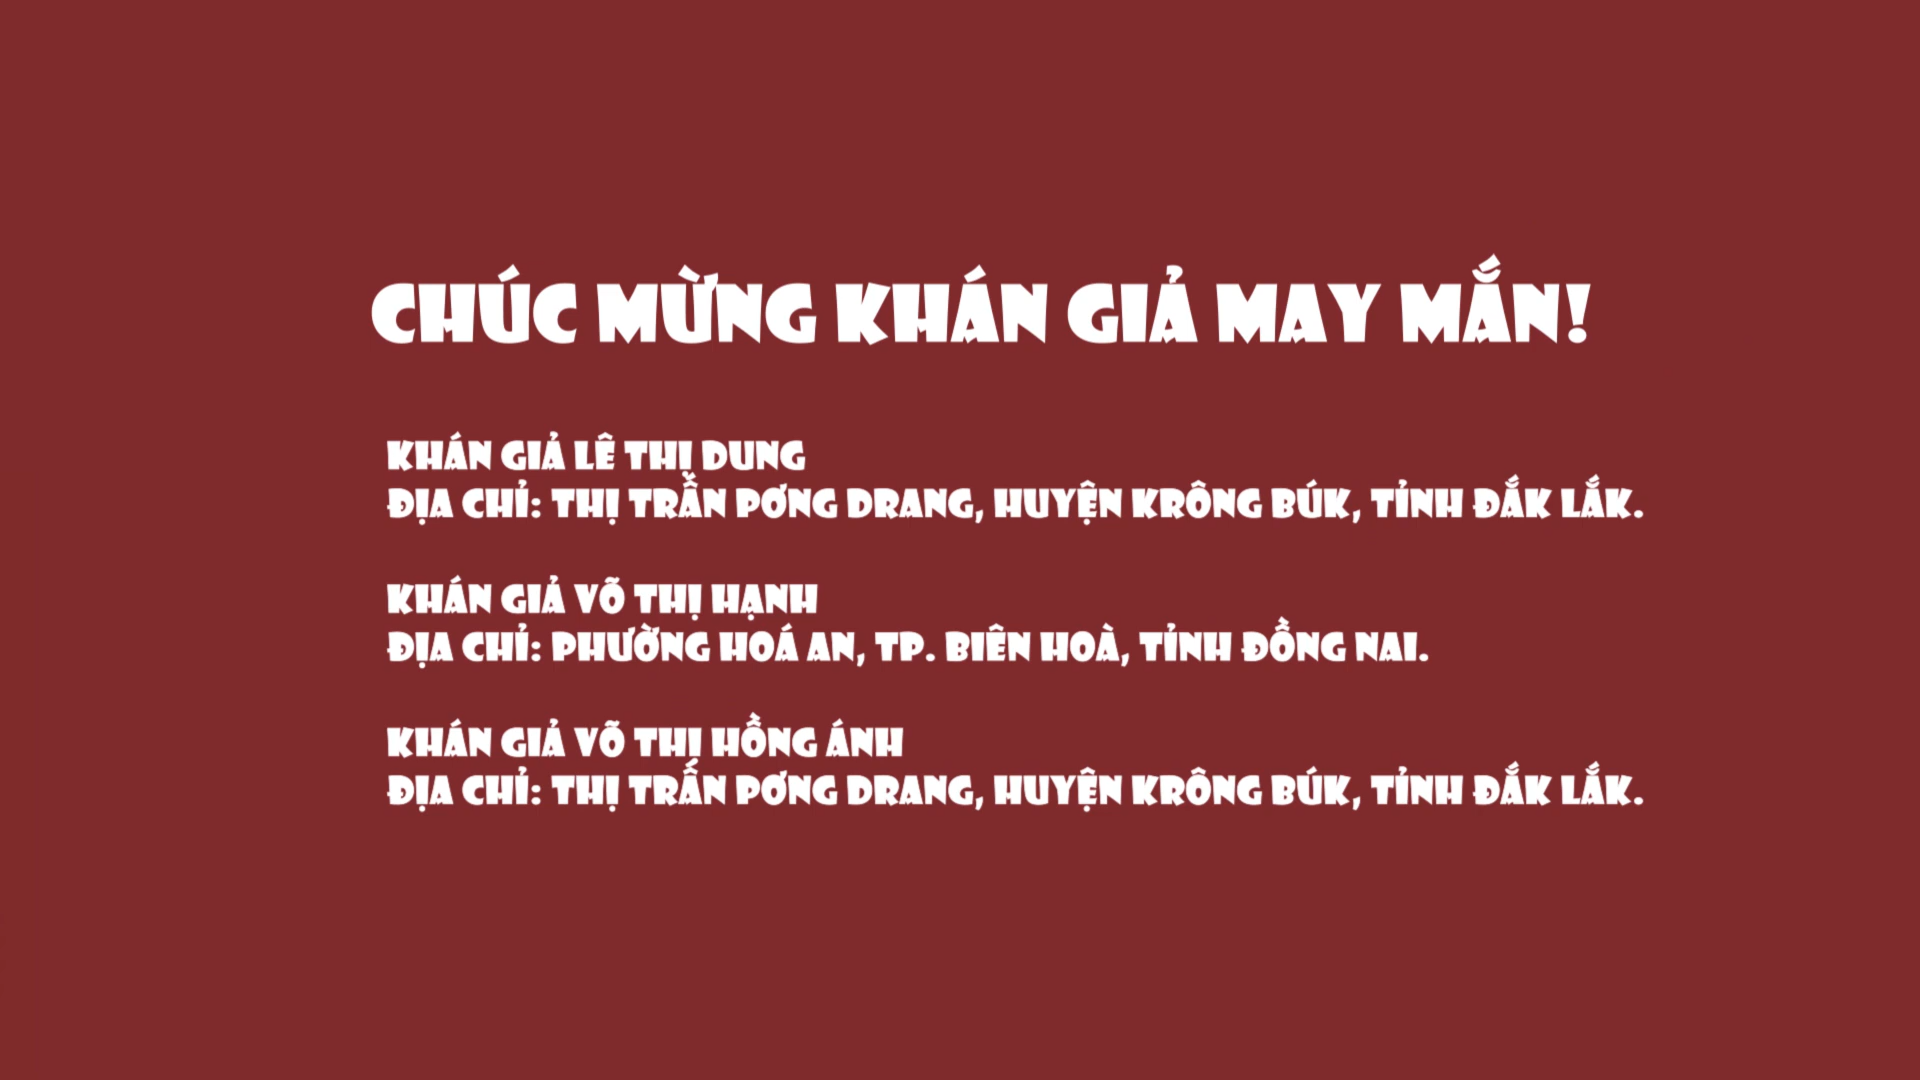 CHÚC MỪNG KHÁN GIẢ MAY MẮN!
KHÁN GIẢ LÊ THỊ DUNG
ĐỊA CHỈ: THỊ TRẤN PƠNG DRANG, HUYỆN KRÔNG BÚK, TỈNH ĐẮK LẮK.
KHÁN GIẢ VÕ THỊ HẠNH
ĐỊA CHỈ: PHƯỜNG HOÁ AN, TP. BIÊN HOÀ, TỈNH ĐỒNG NAI.
KHÁN GIẢ VÕ THỊ HỒNG ÁNH
ĐỊA CHỈ: THỊ TRẤN PƠNG DRANG, HUYỆN KRÔNG BÚK, TỈNH ĐẮK LẮK.